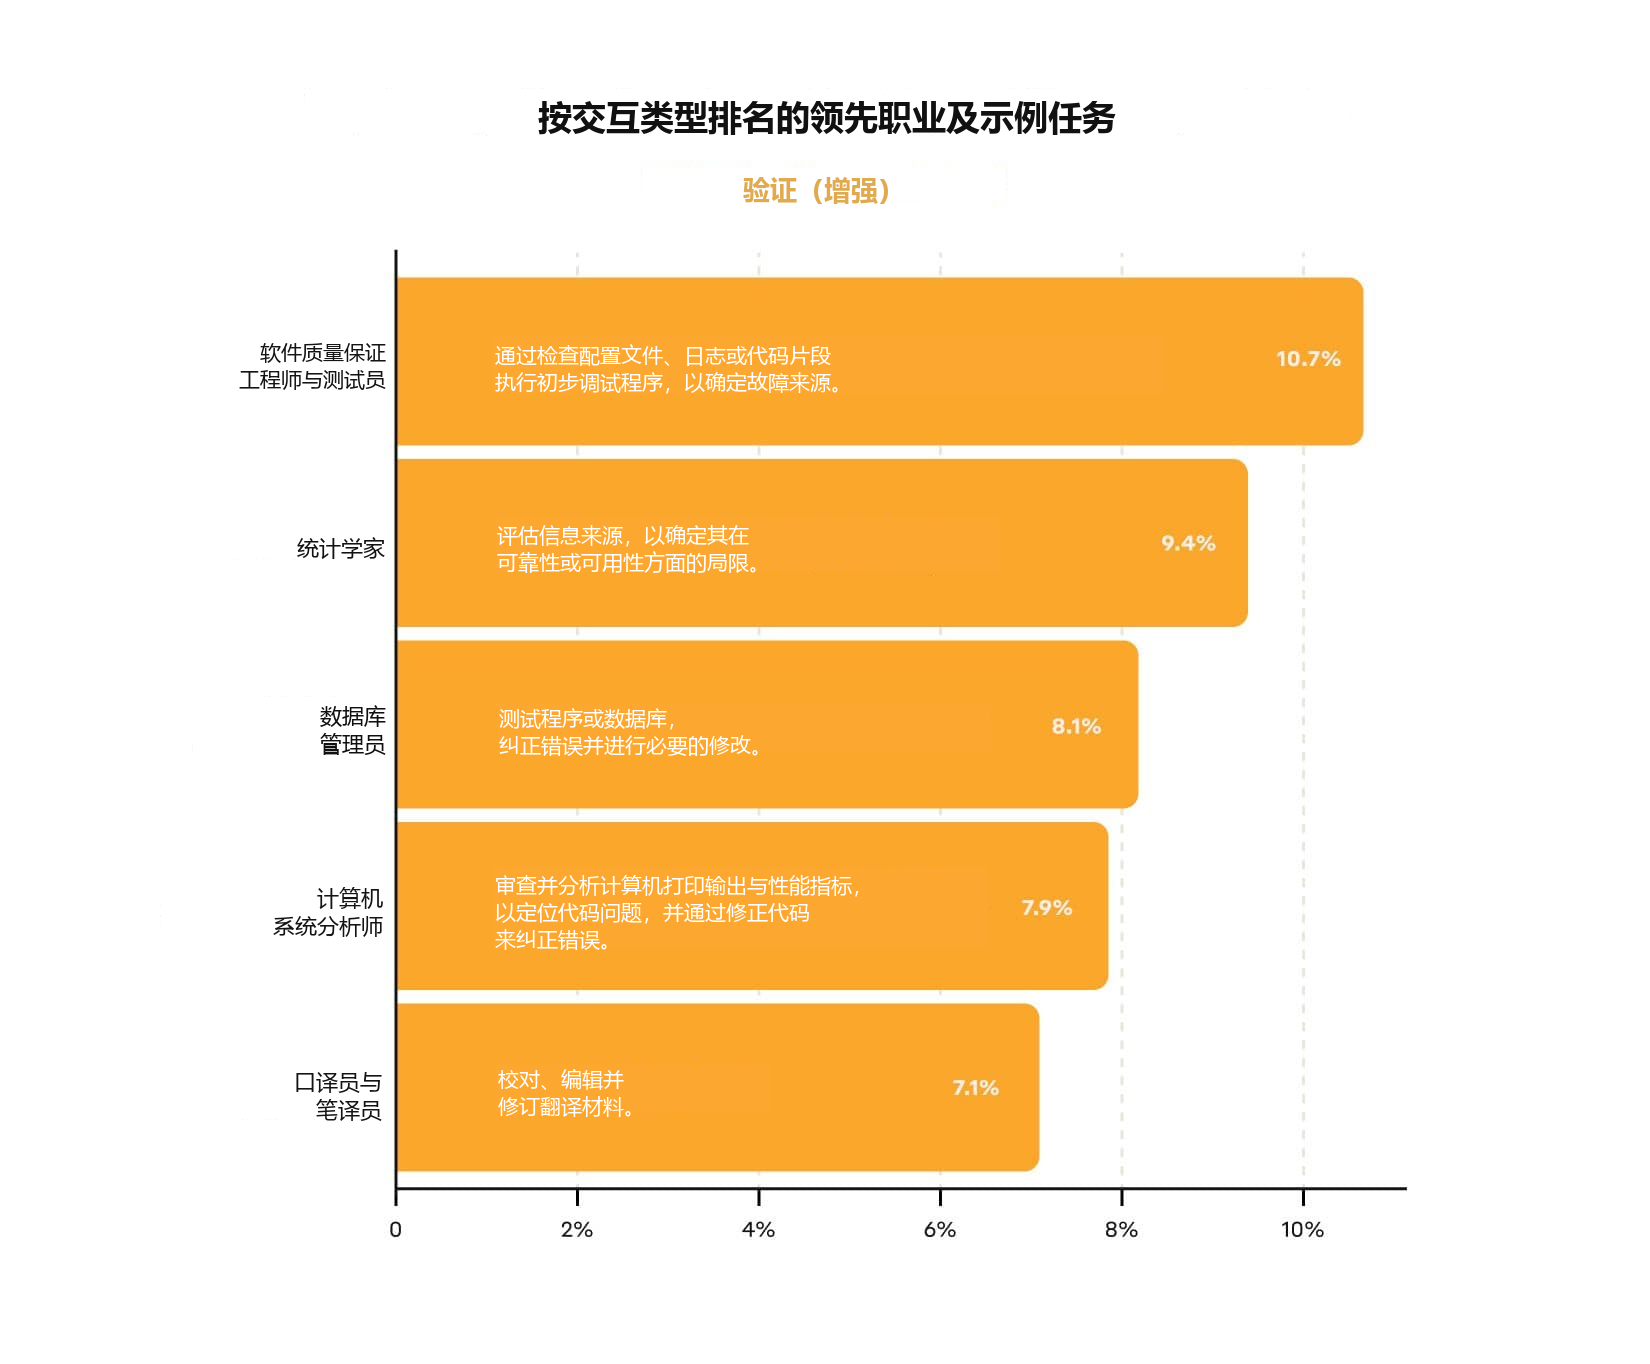 按交互类型排名的领先职业及示例任务
验证（增强）
软件质量保证
工程师与测试员
通过检查配置文件、日志或代码片段
执行初步调试程序，以确定故障来源。
10.7%
统计学家
评估信息来源，以确定其在
可靠性或可用性方面的局限。
9.4%
数据库
管理员
测试程序或数据库，
纠正错误并进行必要的修改。
8.1%
计算机
系统分析师
审查并分析计算机打印输出与性能指标，
以定位代码问题，并通过修正代码
来纠正错误。
7.9%
口译员与
笔译员
校对、编辑并
修订翻译材料。
7.1%
0 2% 4% 6% 8% 10%